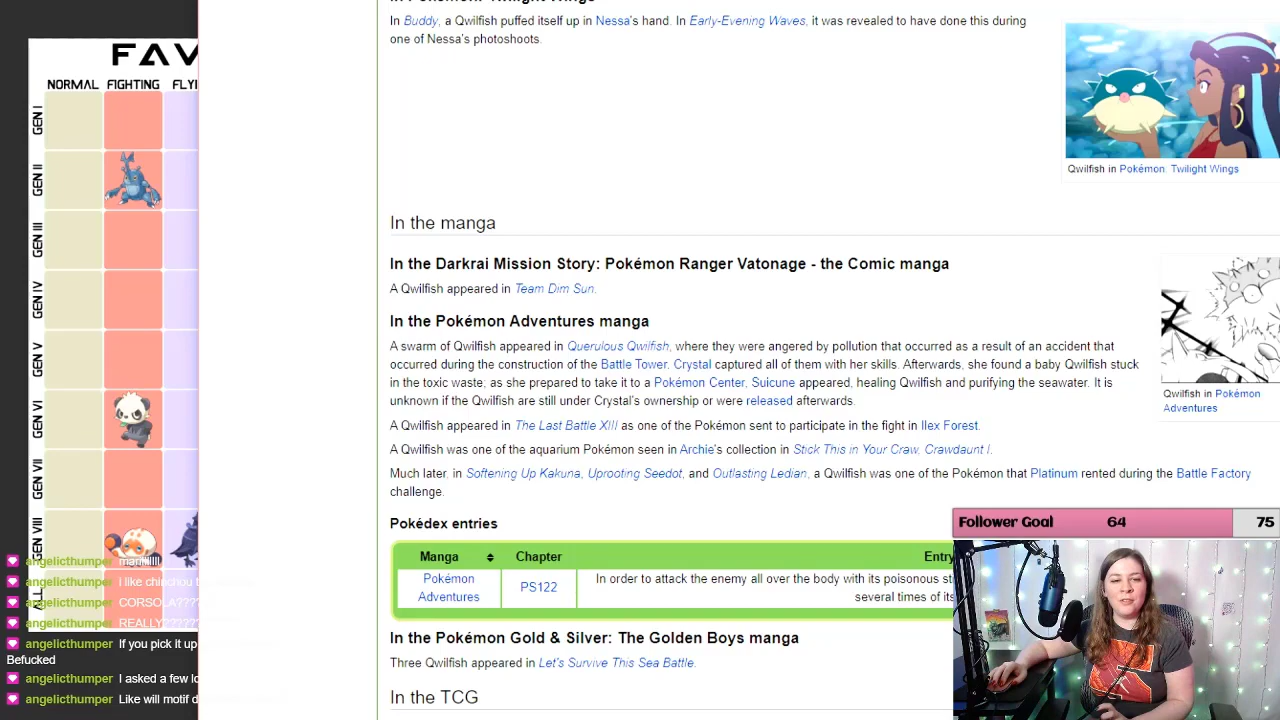 In Buddy, a Qwilfish puffed itself up in Nessa's hand. In Early-Evening Waves, it was revealed to have done this during
one of Nessa's photoshoots.
Qwilfish in Pokémon: Twilight Wings
FAV
NORMAL FIGHTING FLYI
GEN I
GEN II
GEN III
GEN IV
GEN V
GEN VI
GEN VII
GEN VIII
In the manga
In the Darkrai Mission Story: Pokémon Ranger Vatonage - the Comic manga
A Qwilfish appeared in Team Dim Sun.
In the Pokémon Adventures manga
A swarm of Qwilfish appeared in Querulous Qwilfish, where they were angered by pollution that occurred as a result of an accident that
occurred during the construction of the Battle Tower. Crystal captured all of them with her skills. Afterwards, she found a baby Qwilfish stuck
in the toxic waste; as she prepared to take it to a Pokémon Center, Suicune appeared, healing Qwilfish and purifying the seawater. It is
unknown if the Qwilfish are still under Crystal's ownership or were released afterwards.
Qwilfish in Pokémon
Adventures
A Qwilfish appeared in The Last Battle XIII as one of the Pokémon sent to participate in the fight in Ilex Forest.
A Qwilfish was one of the aquarium Pokémon seen in Archie's collection in Stick This in Your Craw, Crawdaunt I.
Much later, in Softening Up Kakuna, Uprooting Seedot, and Outlasting Ledian, a Qwilfish was one of the Pokémon that Platinum rented during the Battle Factory
challenge.
Pokédex entries
Manga Chapter Entry
Pokémon
Adventures
PS122
In order to attack the enemy all over the body with its poisonous
several times of its
In the Pokémon Gold & Silver: The Golden Boys manga
Three Qwilfish appeared in Let's Survive This Sea Battle.
In the TCG
Follower Goal 64 75
angelicthumper
angelicthumper I like chinchou
angelicthumper CORSOLA????
angelicthumper REALLY?????
angelicthumper If you pick it up
Befucked
angelicthumper I asked a few
angelicthumper Like will motif